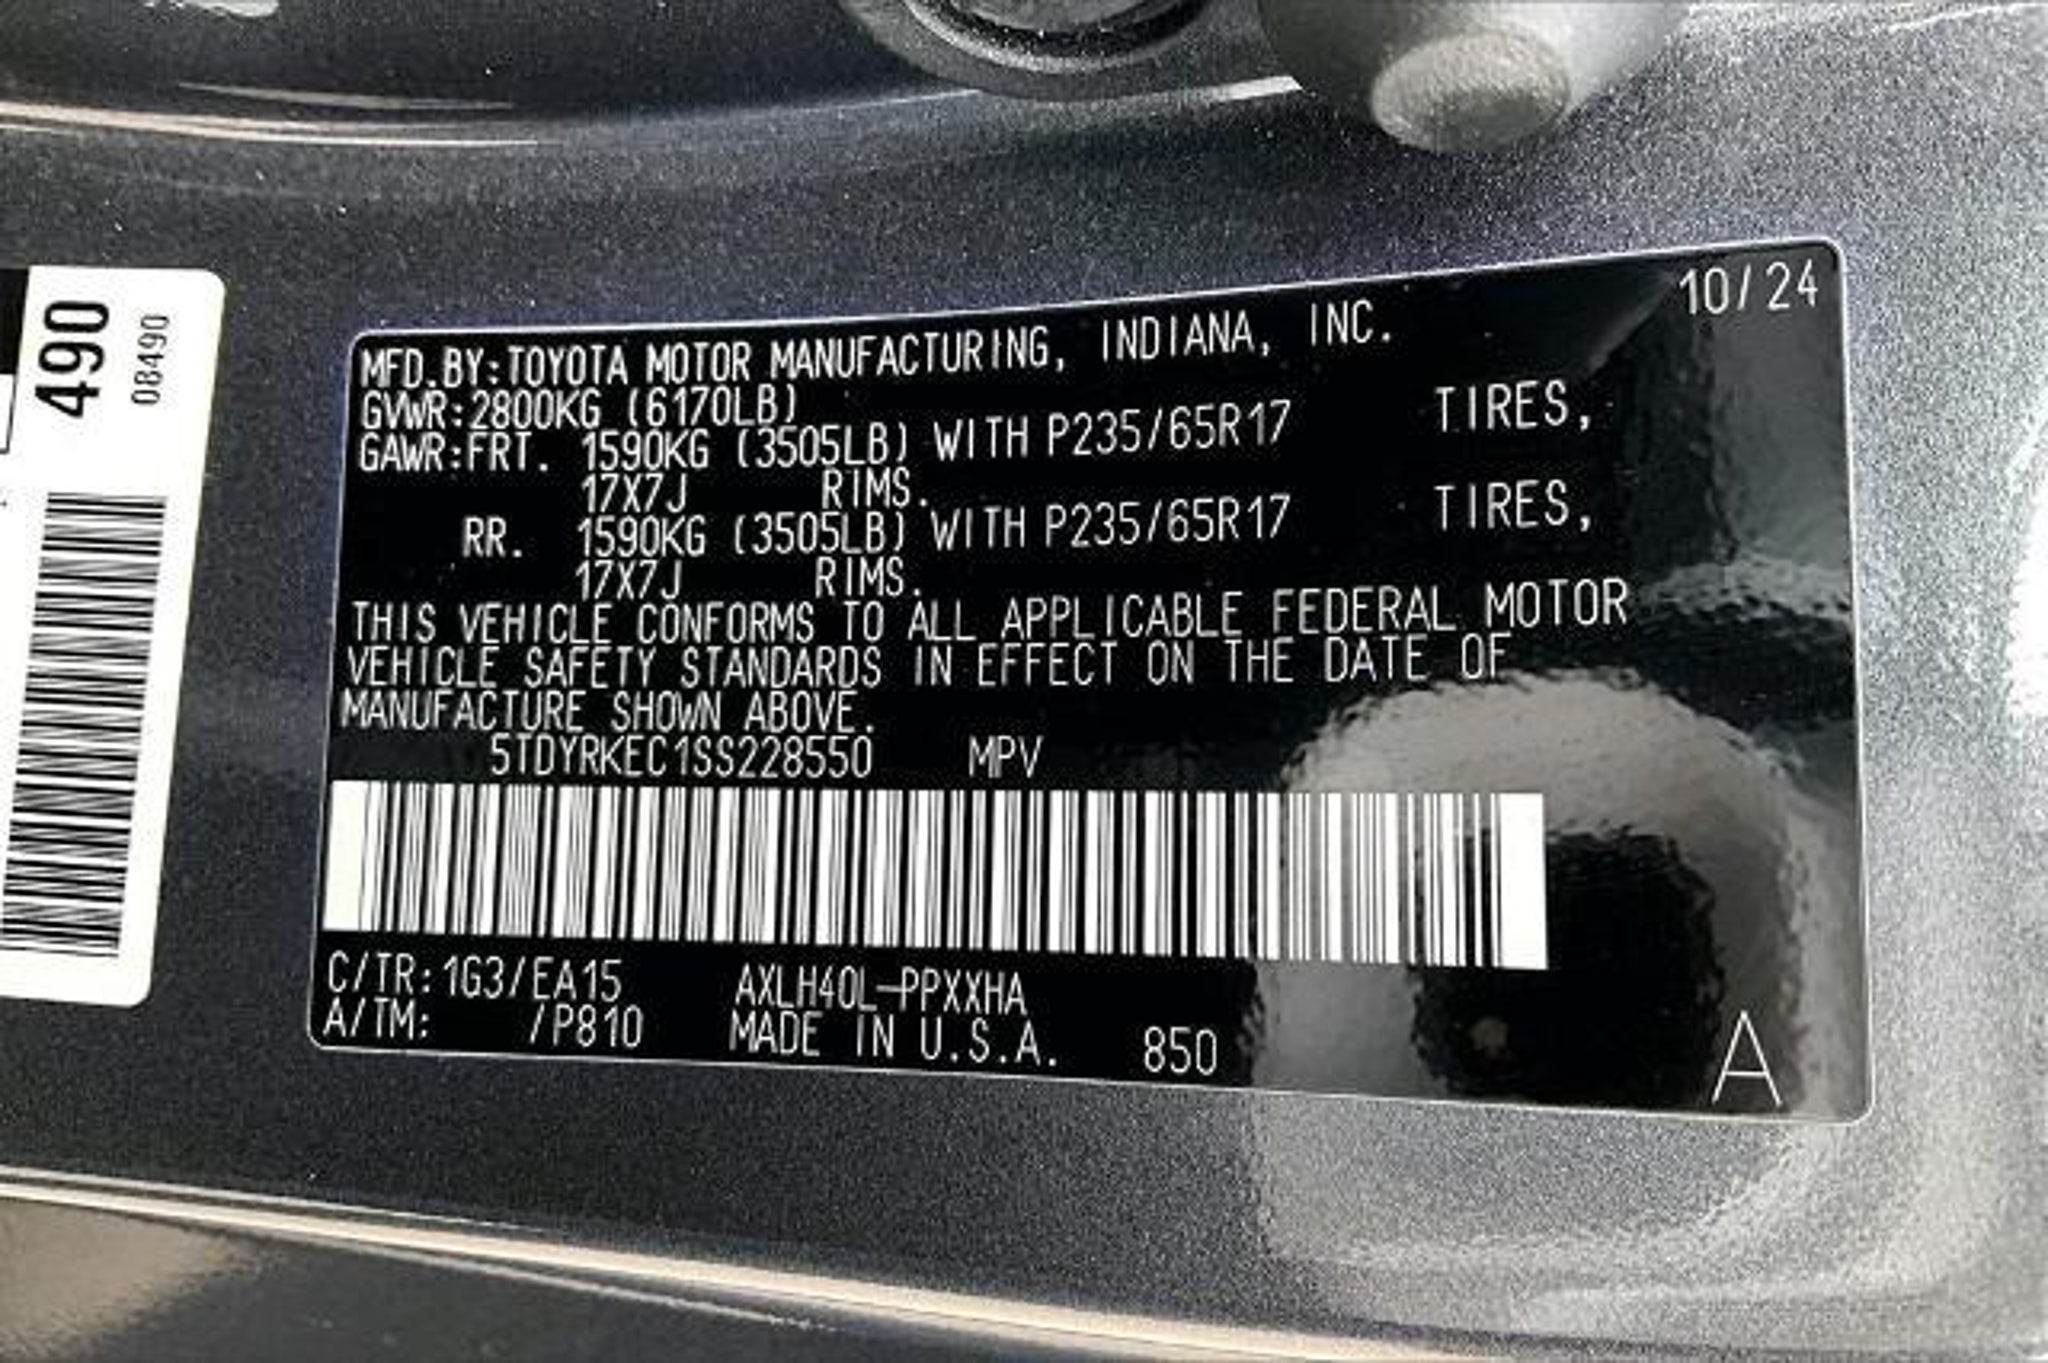 490
08490
10/24
MFD.BY:TOYOTA MOTOR MANUFACTURING, INDIANA, INC.
GVWR:2800KG (6170LB)
GAWR:FRT. 1590KG (3505LB) WITH P235/65R17 TIRES,
17X7J RIMS.
RR. 1590KG (3505LB) WITH P235/65R17 TIRES,
17X7J RIMS.
THIS VEHICLE CONFORMS TO ALL APPLICABLE FEDERAL MOTOR
VEHICLE SAFETY STANDARDS IN EFFECT ON THE DATE OF
MANUFACTURE SHOWN ABOVE.
5TDYRKEC1SS228550 MPV
C/TR:1G3/EA15 AXLH40L-PPXXHA
A/TM: /P810 MADE IN U.S.A. 850
A